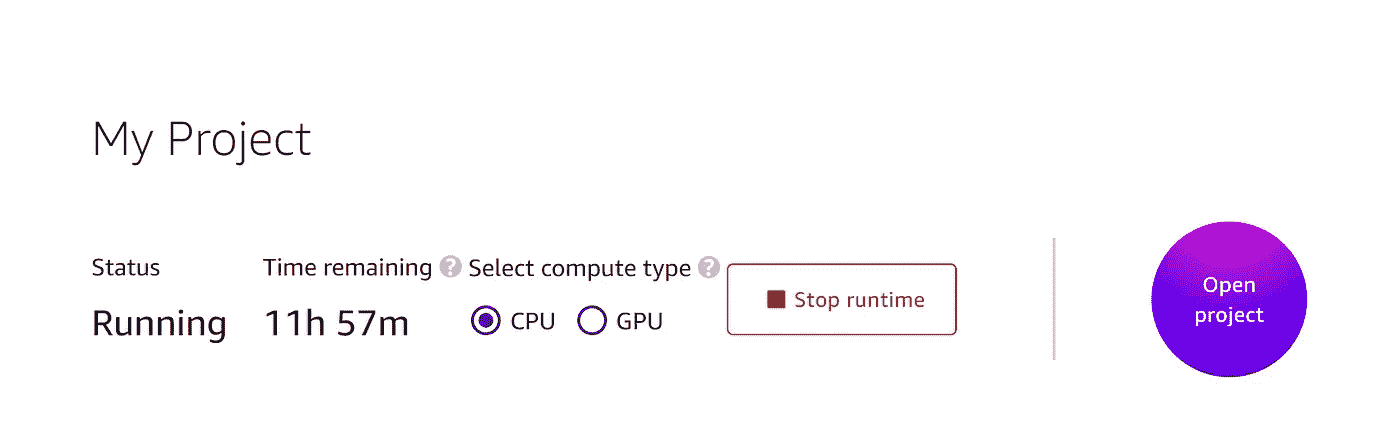 My Project
Status
Time remaining ?
Select compute type ?
Running
11h 57m
CPU
GPU
Stop runtime
Open
project